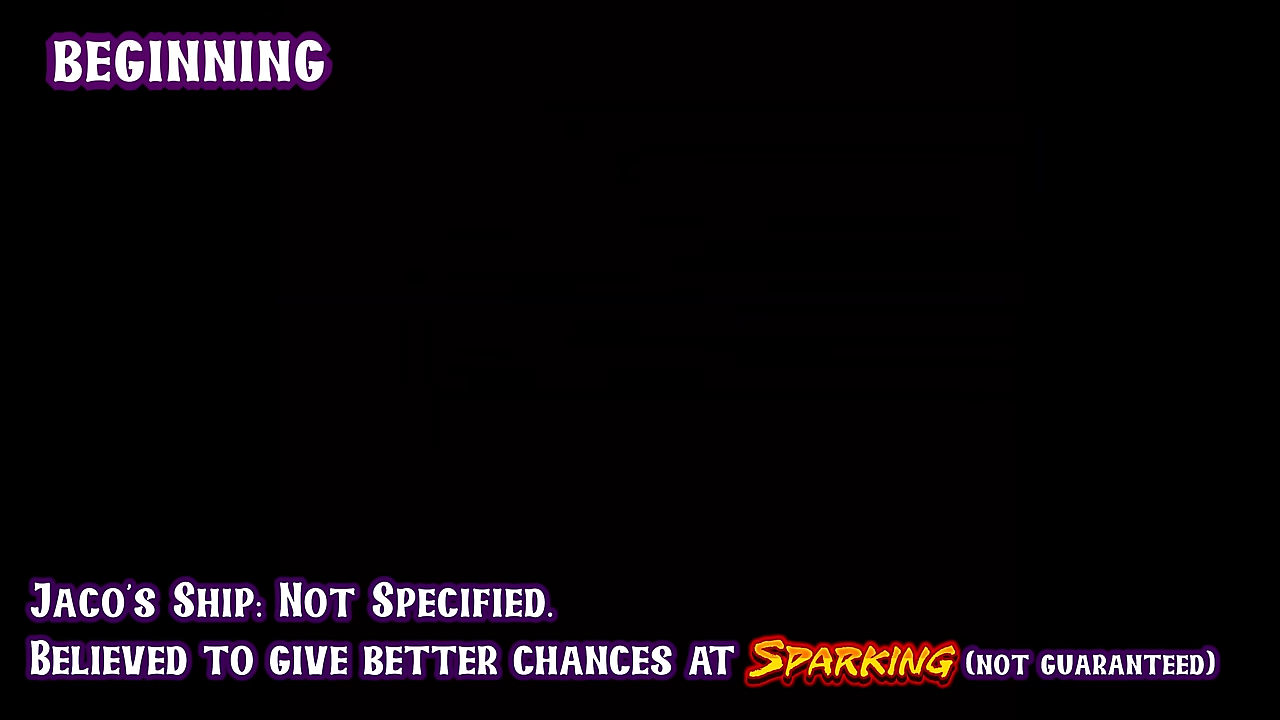 BEGINNING
Jaco's Ship: Not Specified.
Believed to give better chances at Sparking (not guaranteed)